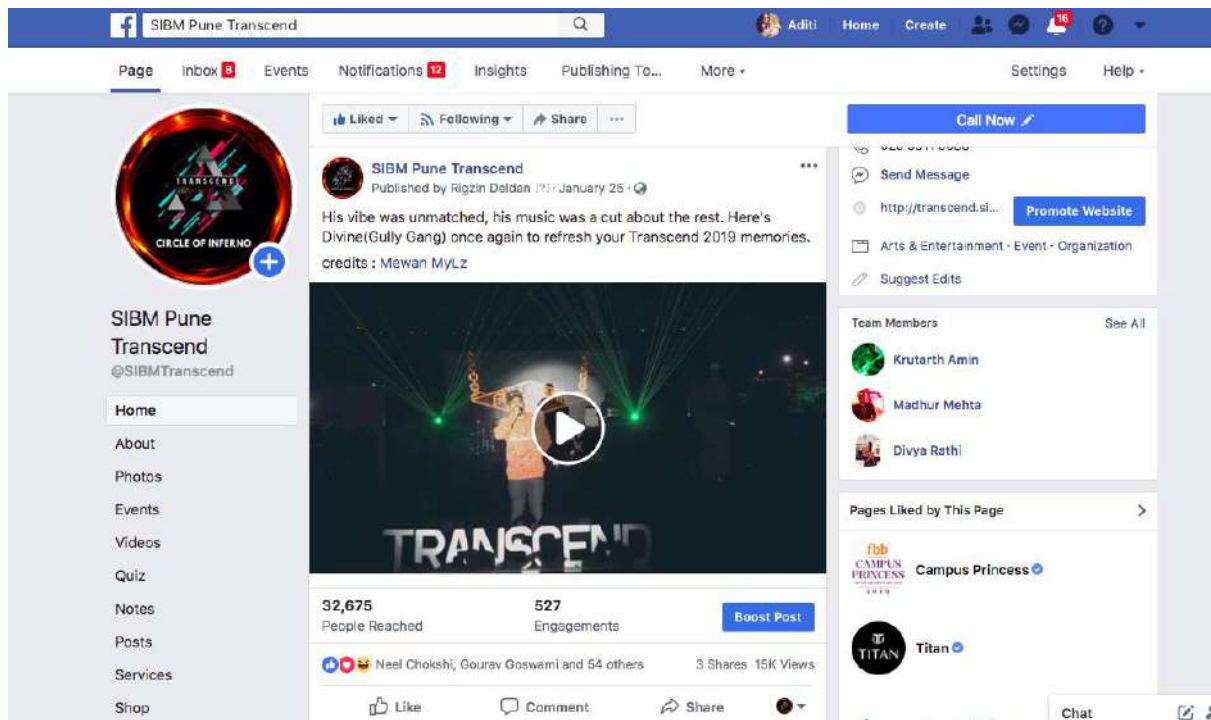 SIBM Pune Transcend
Aditi Home Create 16
Page Inbox 8 Events Notifications 12 Insights Publishing To... More Settings Help
TRANSCEND
CIRCLE OF INFERNO
SIBM Pune
Transcend
@SIBMTranscend
Home
About
Photos
Events
Videos
Quiz
Notes
Posts
Services
Shop
Liked Following Share ...
SIBM Pune Transcend
Published by Rigzin Deldan [?] · January 25 ·
His vibe was unmatched, his music was a cut about the rest. Here's
Divine(Gully Gang) once again to refresh your Transcend 2019 memories.
credits : Mewan MyLz
TRANSCEND
32,675
People Reached
527
Engagements
Boost Post
Neel Chokshi, Gourav Goswami and 54 others 3 Shares 15K Views
Like Comment Share
Call Now
Send Message
http://transcend.si...
Promote Website
Arts & Entertainment · Event · Organization
Suggest Edits
Team Members See All
Krutarth Amin
Madhur Mehta
Divya Rathi
Pages Liked by This Page
fbb
CAMPUS
PRINCESS
2019
Campus Princess
TITAN
Titan
Chat